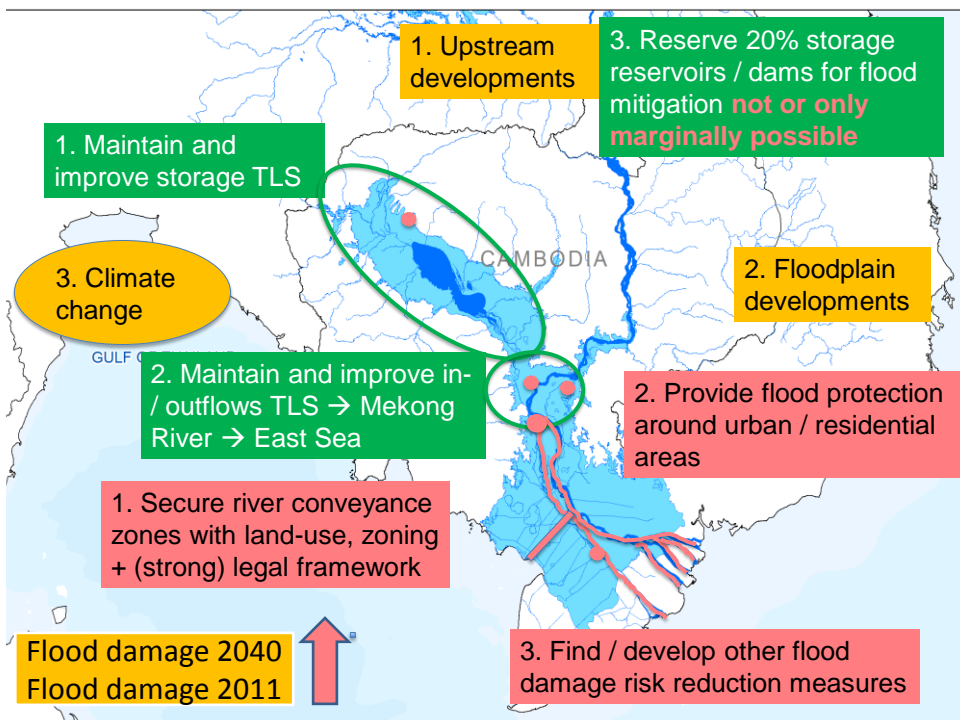 1. Upstream
developments
3. Reserve 20% storage
reservoirs / dams for flood
mitigation not or only
marginally possible
1. Maintain and
improve storage TLS
CAMBODIA
3. Climate
change
2. Floodplain
developments
GULF OF
2. Maintain and improve in-
/ outflows TLS → Mekong
River → East Sea
2. Provide flood protection
around urban / residential
areas
1. Secure river conveyance
zones with land-use, zoning
+ (strong) legal framework
Flood damage 2040
Flood damage 2011
3. Find / develop other flood
damage risk reduction measures